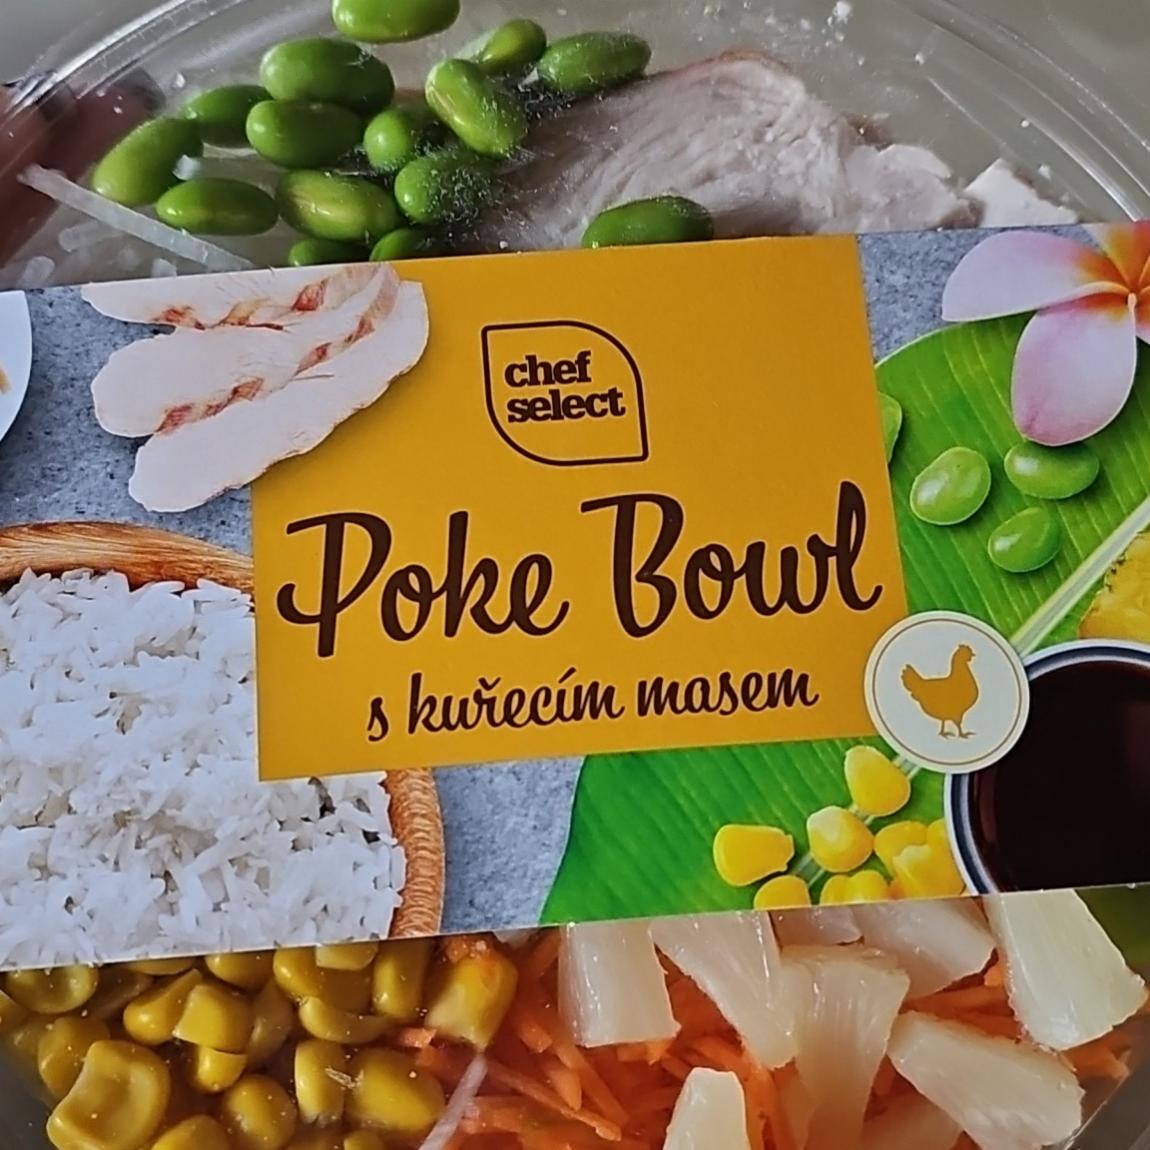 chef
select
Poke Bowl
s kuřecím masem